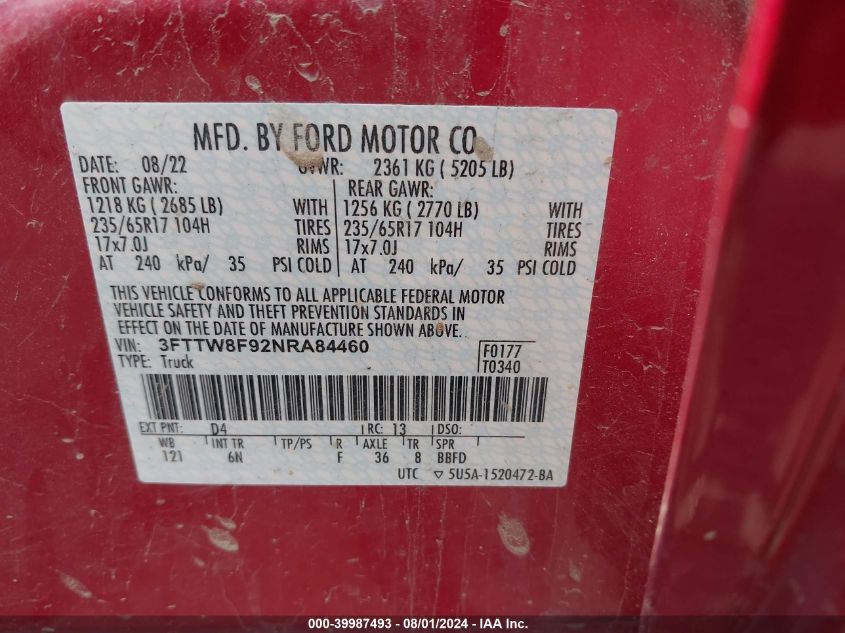 MFD. BY FORD MOTOR CO
DATE: 08/22 GVWR: 2361 KG ( 5205 LB)
FRONT GAWR: REAR GAWR:
1218 KG ( 2685 LB) WITH 1256 KG ( 2770 LB) WITH
235/65R17 104H TIRES 235/65R17 104H TIRES
17x7.0J RIMS 17x7.0J RIMS
AT 240 kPa/ 35 PSI COLD AT 240 kPa/ 35 PSI COLD
THIS VEHICLE CONFORMS TO ALL APPLICABLE FEDERAL MOTOR
VEHICLE SAFETY AND THEFT PREVENTION STANDARDS IN
EFFECT ON THE DATE OF MANUFACTURE SHOWN ABOVE.
VIN: 3FTTW8F92NRA84460 F0177
TYPE: Truck T0340
EXT PNT: D4 RC: 13 DSO:
WB INT TR TP/PS R AXLE TR SPR
121 6N F 36 8 BBFD
UTC ▽ 5U5A-1520472-BA
000-39987493 - 08/01/2024 - IAA Inc.